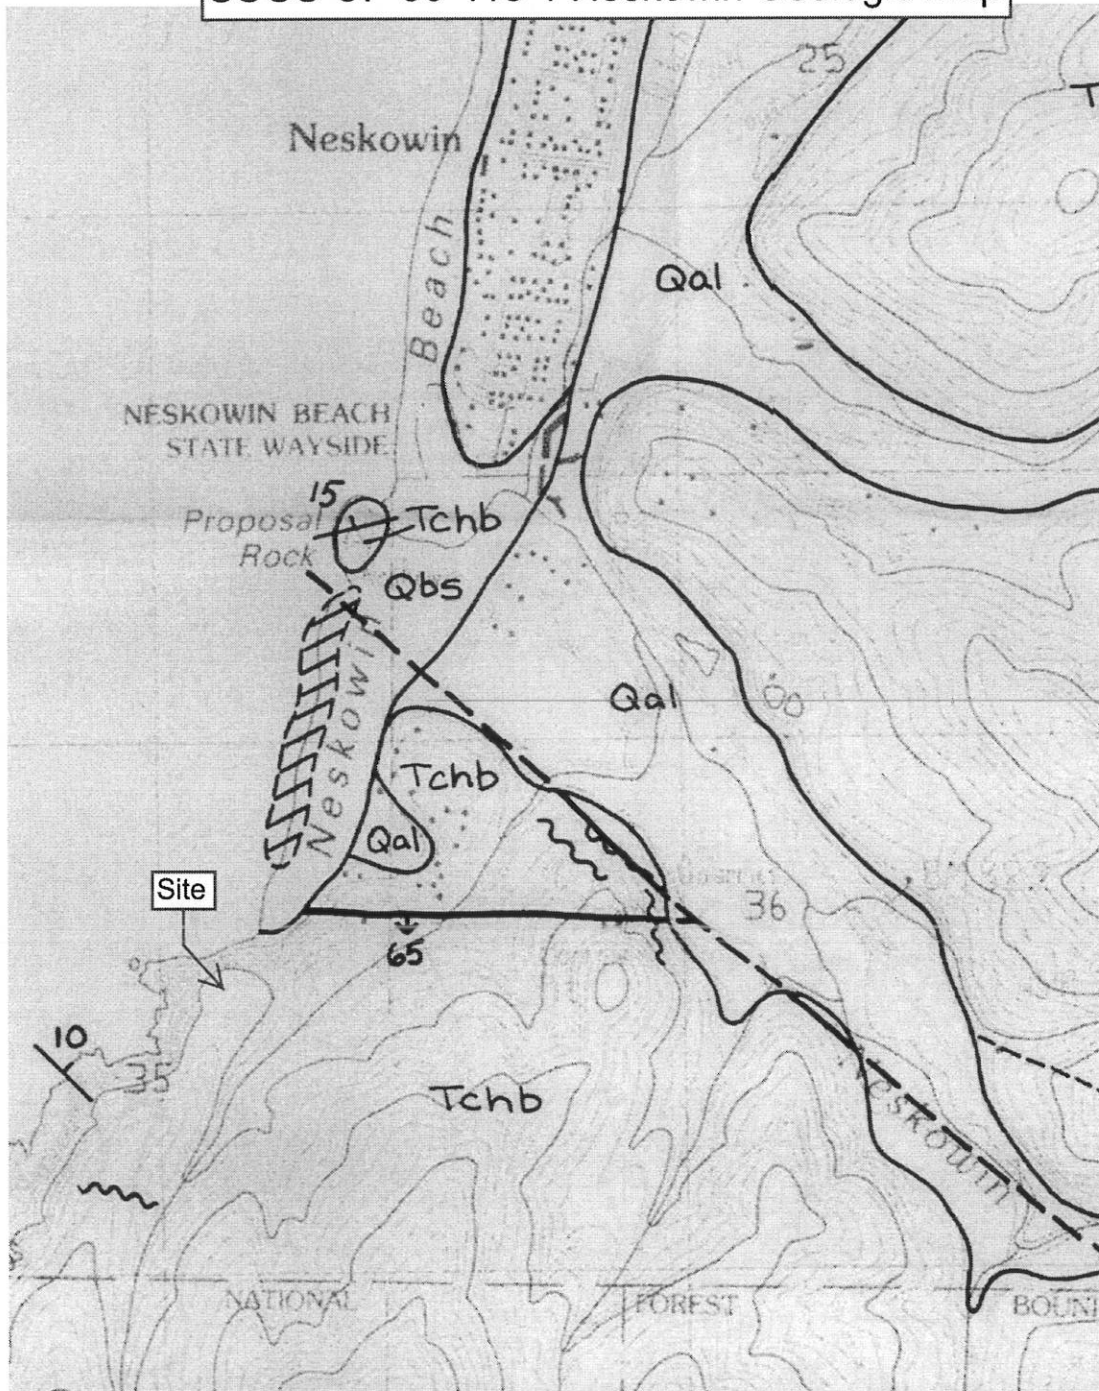 25
T
Neskowin
Beach
Qal
NESKOWIN BEACH
STATE WAYSIDE
15
Proposal
Rock
Tchb
Qbs
Neskowin
Qal
Tchb
Qal
Site
36
65
10
35
Tchb
Neskowin
NATIONAL
FOREST